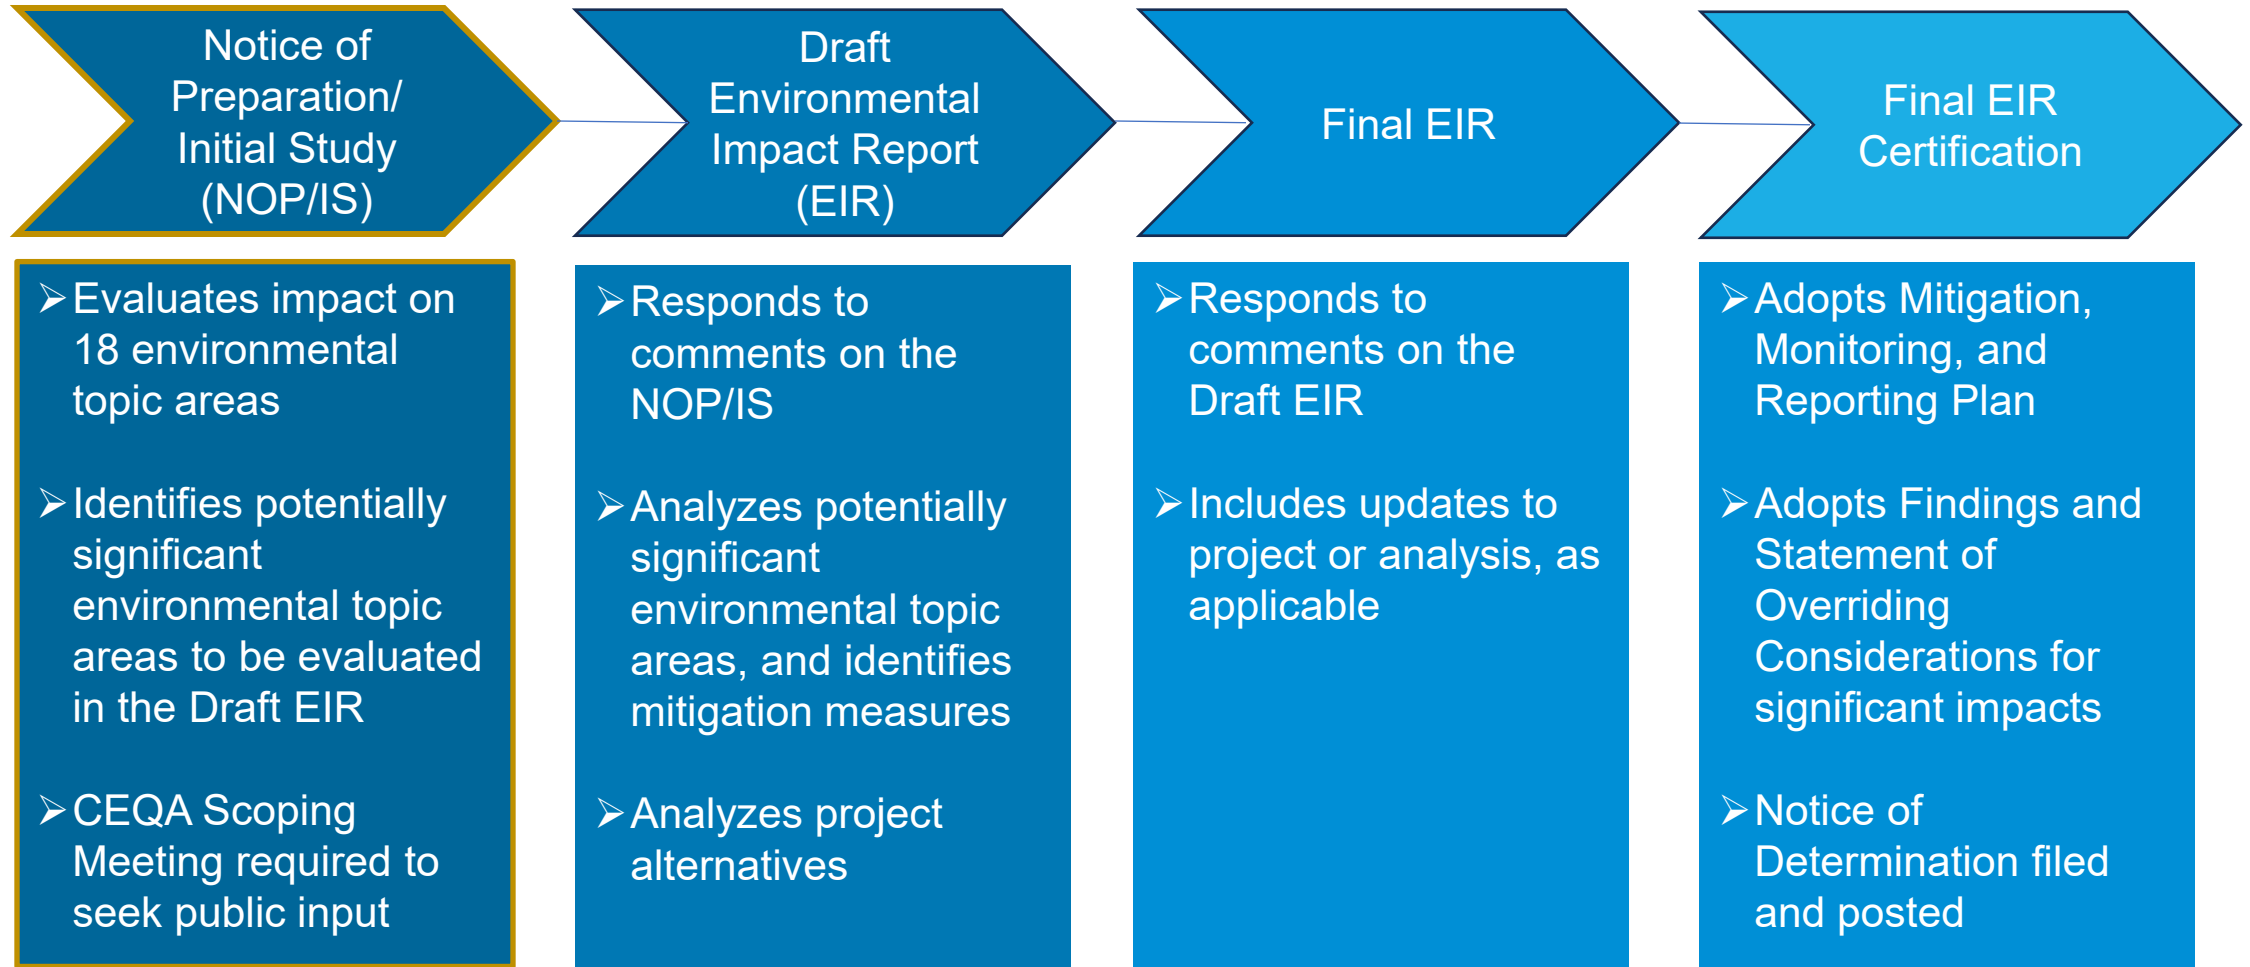 Notice of
Preparation/
Initial Study
(NOP/IS)
Draft
Environmental
Impact Report
(EIR)
Final EIR
Final EIR
Certification
➢Evaluates impact on
18 environmental
topic areas
➢Identifies potentially
significant
environmental topic
areas to be evaluated
in the Draft EIR
➢CEQA Scoping
Meeting required to
seek public input
➢Responds to
comments on the
NOP/IS
➢Analyzes potentially
significant
environmental topic
areas, and identifies
mitigation measures
➢Analyzes project
alternatives
➢Responds to
comments on the
Draft EIR
➢Includes updates to
project or analysis, as
applicable
➢Adopts Mitigation,
Monitoring, and
Reporting Plan
➢Adopts Findings and
Statement of
Overriding
Considerations for
significant impacts
➢Notice of
Determination filed
and posted